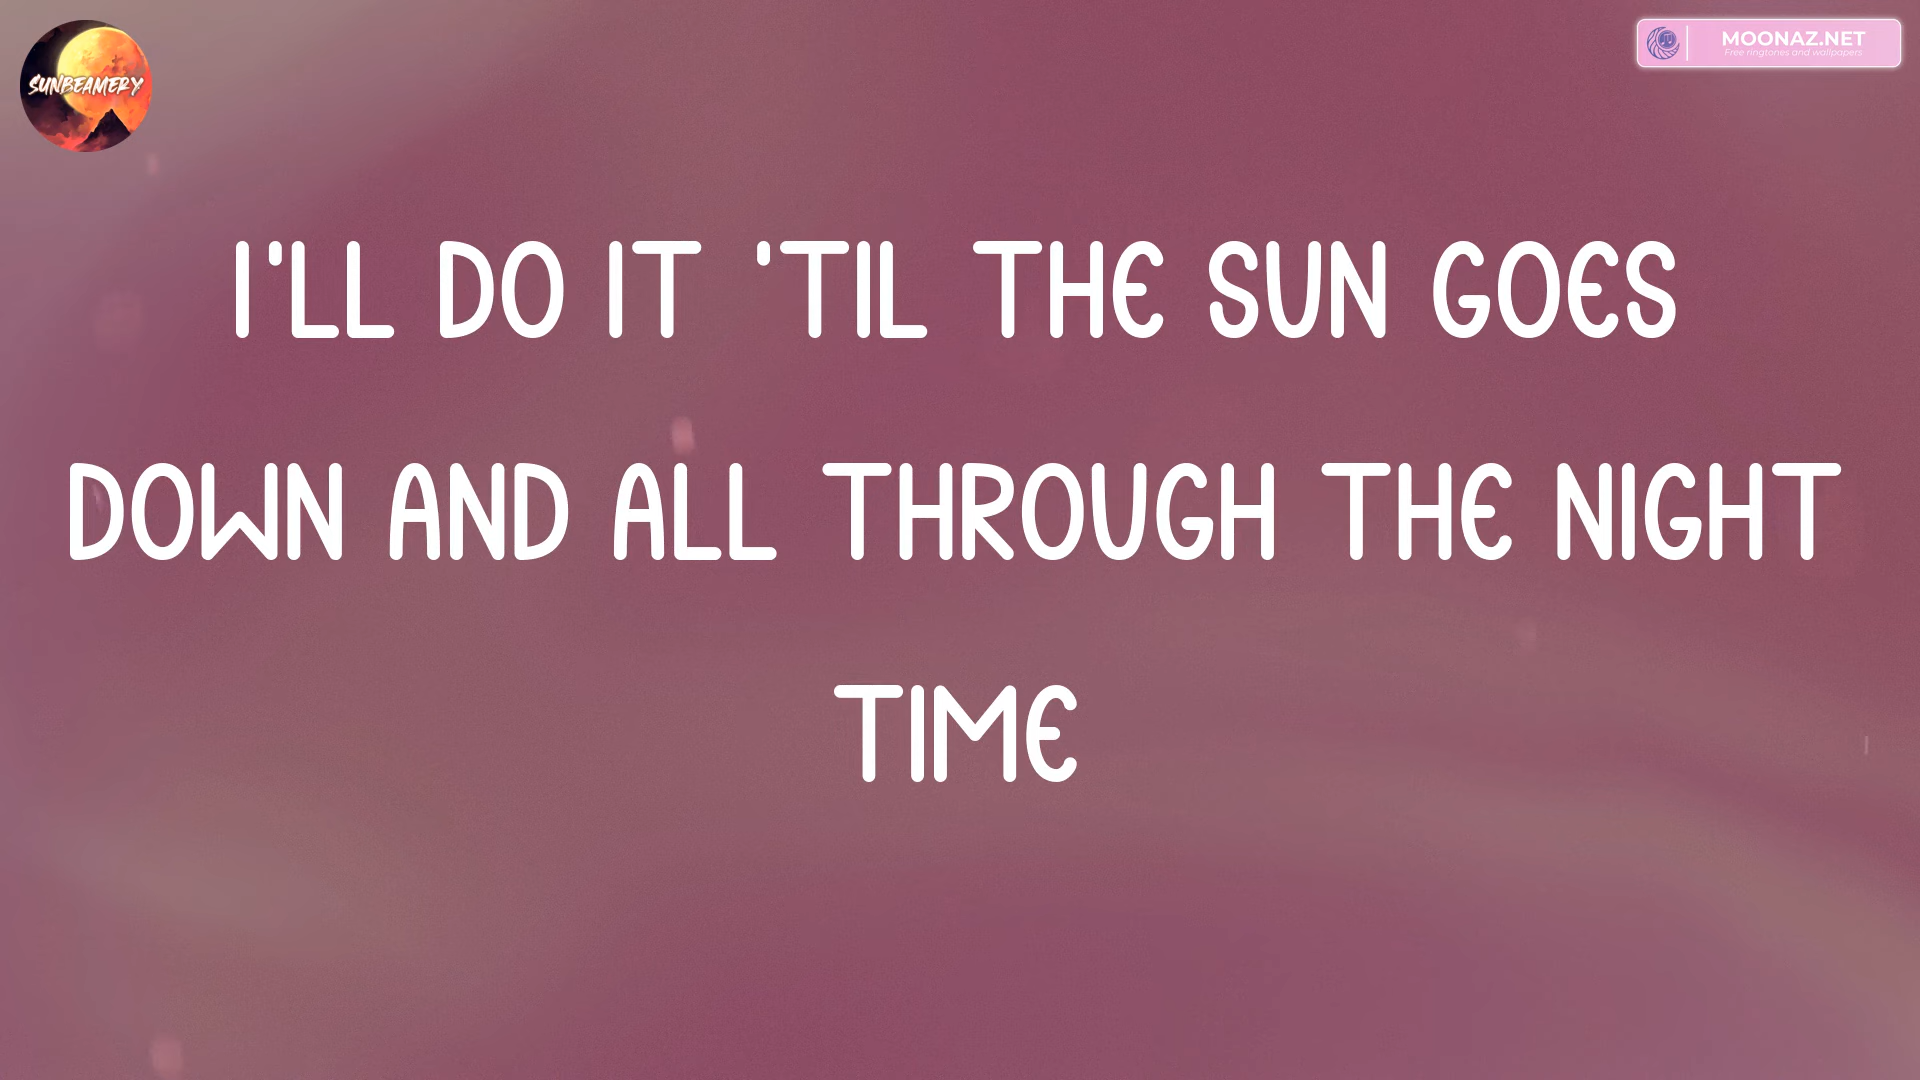 SUNBEAMERY
MOONAZ.NET
Free ringtones and wallpapers
I'LL DO IT 'TIL THE SUN GOES
DOWN AND ALL THROUGH THE NIGHT
TIME